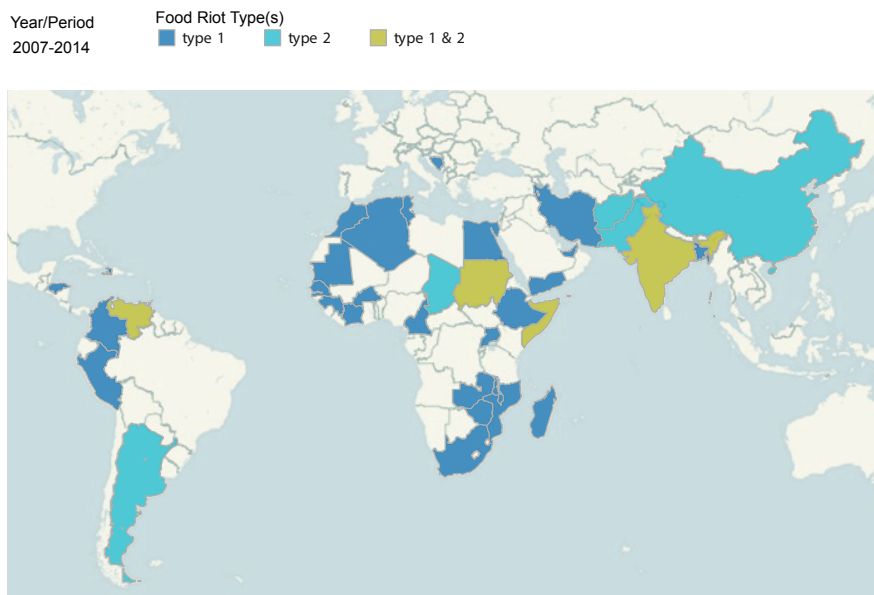 Year/Period
2007-2014
Food Riot Type(s)
type 1
type 2
type 1 & 2